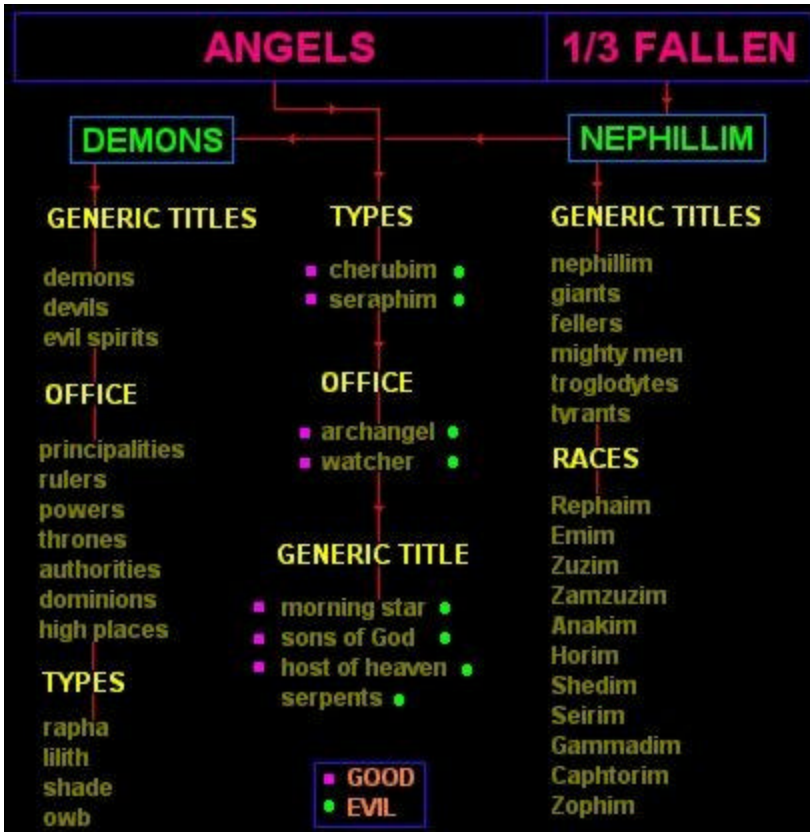 ANGELS
1/3 FALLEN
DEMONS
NEPHILLIM
GENERIC TITLES
demons
devils
evil spirits
OFFICE
principalities
rulers
powers
thrones
authorities
dominions
high places
TYPES
rapha
lilith
shade
owb
TYPES
cherubim
seraphim
OFFICE
archangel
watcher
GENERIC TITLE
morning star
sons of God
host of heaven
serpents
GOOD
EVIL
GENERIC TITLES
nephillim
giants
fellers
mighty men
troglodytes
tyrants
RACES
Rephaim
Emim
Zuzim
Zamzuzim
Anakim
Horim
Shedim
Seirim
Gammadim
Caphtorim
Zophim